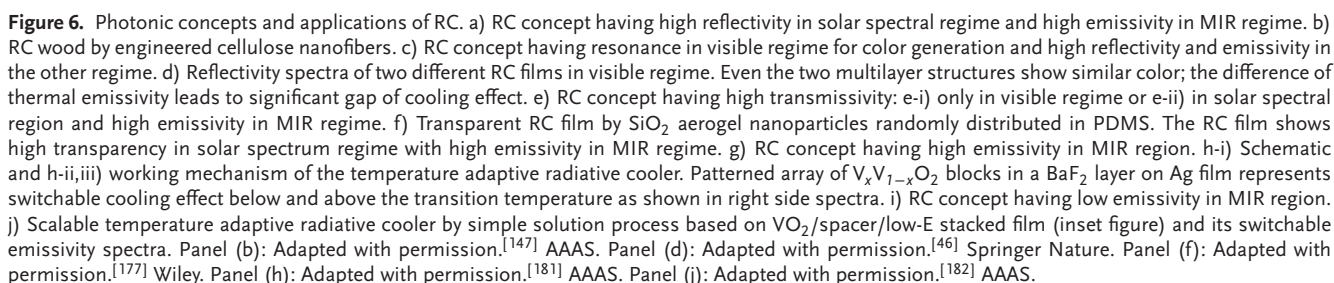 Figure 6. Photonic concepts and applications of RC. a) RC concept having high reflectivity in solar spectral regime and high emissivity in MIR regime. b)
RC wood by engineered cellulose nanofibers. c) RC concept having resonance in visible regime for color generation and high reflectivity and emissivity in
the other regime. d) Reflectivity spectra of two different RC films in visible regime. Even the two multilayer structures show similar color; the difference of
thermal emissivity leads to significant gap of cooling effect. e) RC concept having high transmissivity: e-i) only in visible regime or e-ii) in solar spectral
region and high emissivity in MIR regime. f) Transparent RC film by SiO₂ aerogel nanoparticles randomly distributed in PDMS. The RC film shows
high transparency in solar spectrum regime with high emissivity in MIR regime. g) RC concept having high emissivity in MIR region. h-i) Schematic
and h-ii,iii) working mechanism of the temperature adaptive radiative cooler. Patterned array of VₓV₁₋ₓO₂ blocks in a BaF₂ layer on Ag film represents
switchable cooling effect below and above the transition temperature as shown in right side spectra. i) RC concept having low emissivity in MIR region.
j) Scalable temperature adaptive radiative cooler by simple solution process based on VO₂/spacer/low-E stacked film (inset figure) and its switchable
emissivity spectra. Panel (b): Adapted with permission.[147] AAAS. Panel (d): Adapted with permission.[46] Springer Nature. Panel (f): Adapted with
permission.[177] Wiley. Panel (h): Adapted with permission.[181] AAAS. Panel (j): Adapted with permission.[182] AAAS.